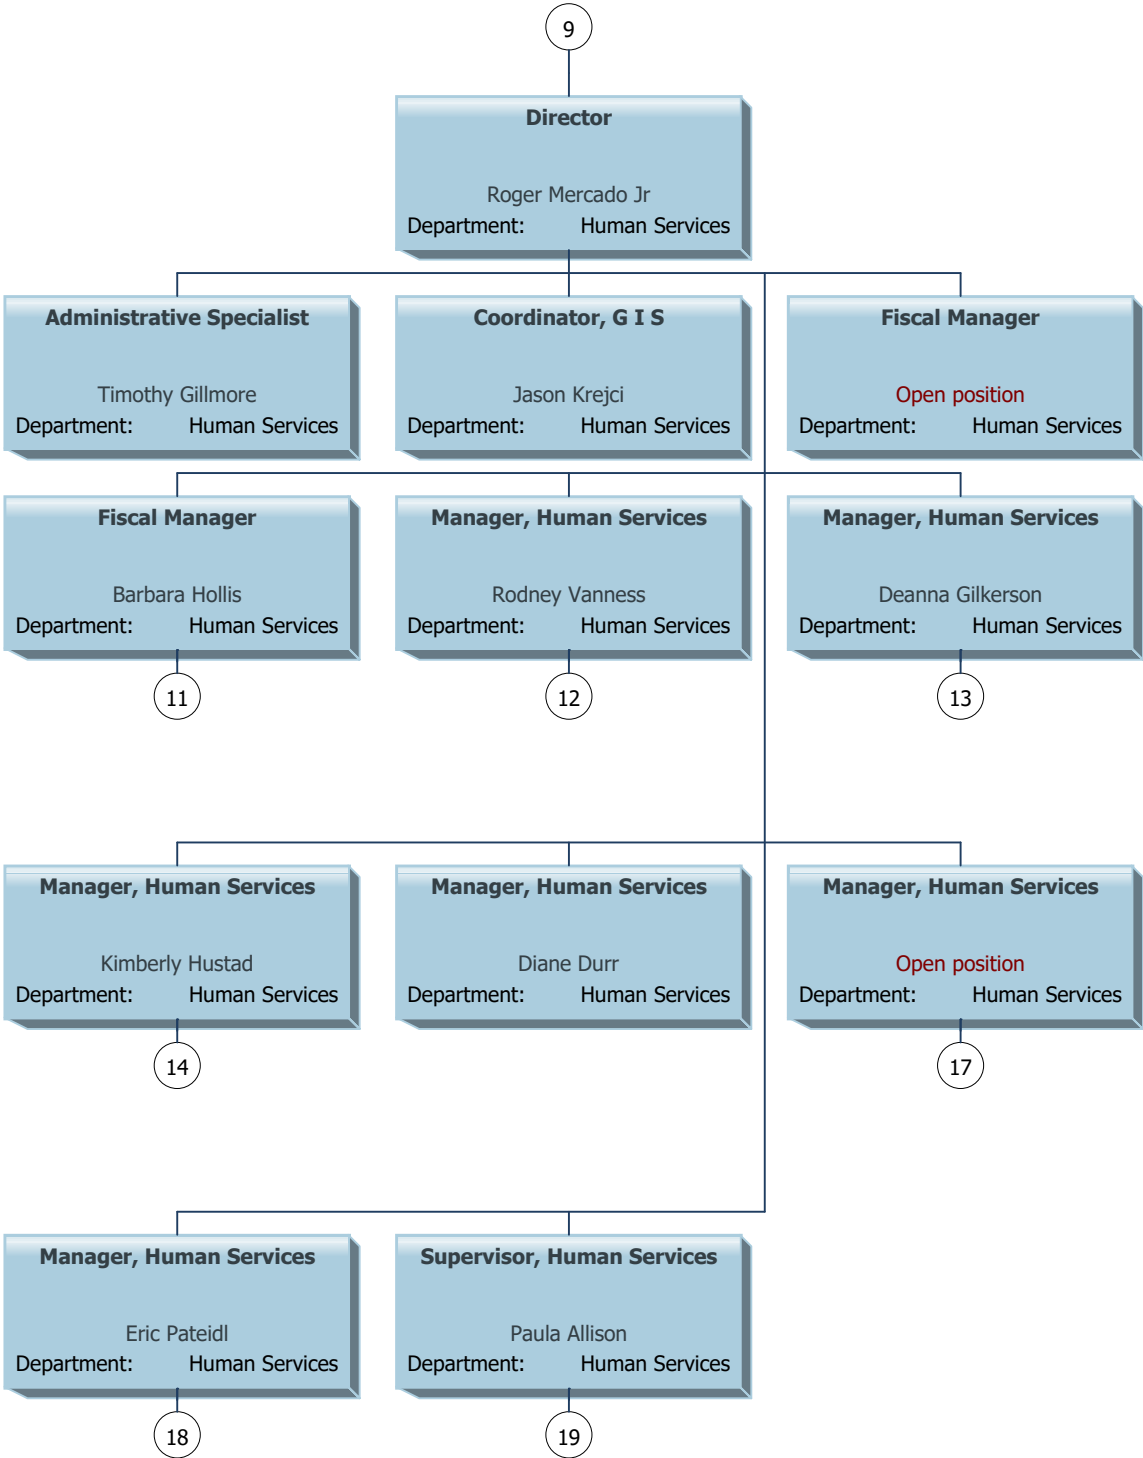 9
Director
Roger Mercado Jr
Department: Human Services
Administrative Specialist
Timothy Gillmore
Department: Human Services
Coordinator, G I S
Jason Krejci
Department: Human Services
Fiscal Manager
Open position
Department: Human Services
Fiscal Manager
Barbara Hollis
Department: Human Services
11
Manager, Human Services
Rodney Vanness
Department: Human Services
12
Manager, Human Services
Deanna Gilkerson
Department: Human Services
13
Manager, Human Services
Kimberly Hustad
Department: Human Services
14
Manager, Human Services
Diane Durr
Department: Human Services
Manager, Human Services
Open position
Department: Human Services
17
Manager, Human Services
Eric Pateidl
Department: Human Services
18
Supervisor, Human Services
Paula Allison
Department: Human Services
19